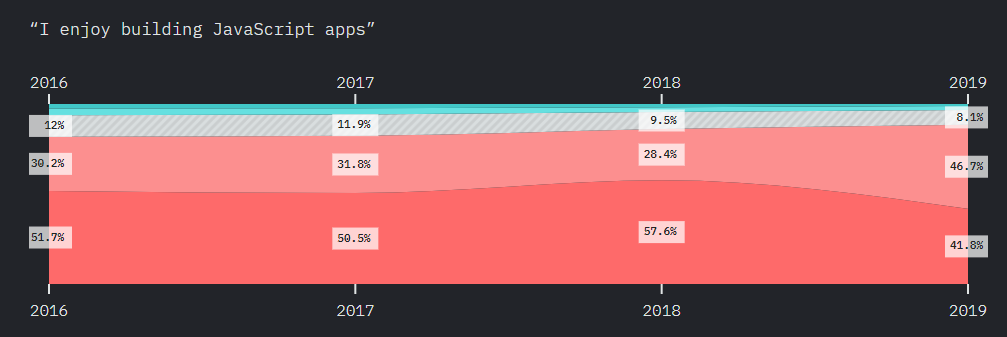 “I enjoy building JavaScript apps”
2016 2017 2018 2019
12% 11.9% 9.5% 8.1%
30.2% 31.8% 28.4% 46.7%
51.7% 50.5% 57.6% 41.8%
2016 2017 2018 2019